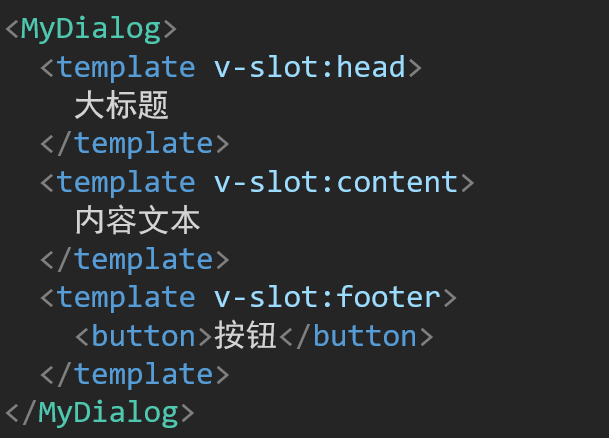 <MyDialog>
  <template v-slot:head>
    大标题
  </template>
  <template v-slot:content>
    内容文本
  </template>
  <template v-slot:footer>
    <button>按钮</button>
  </template>
</MyDialog>